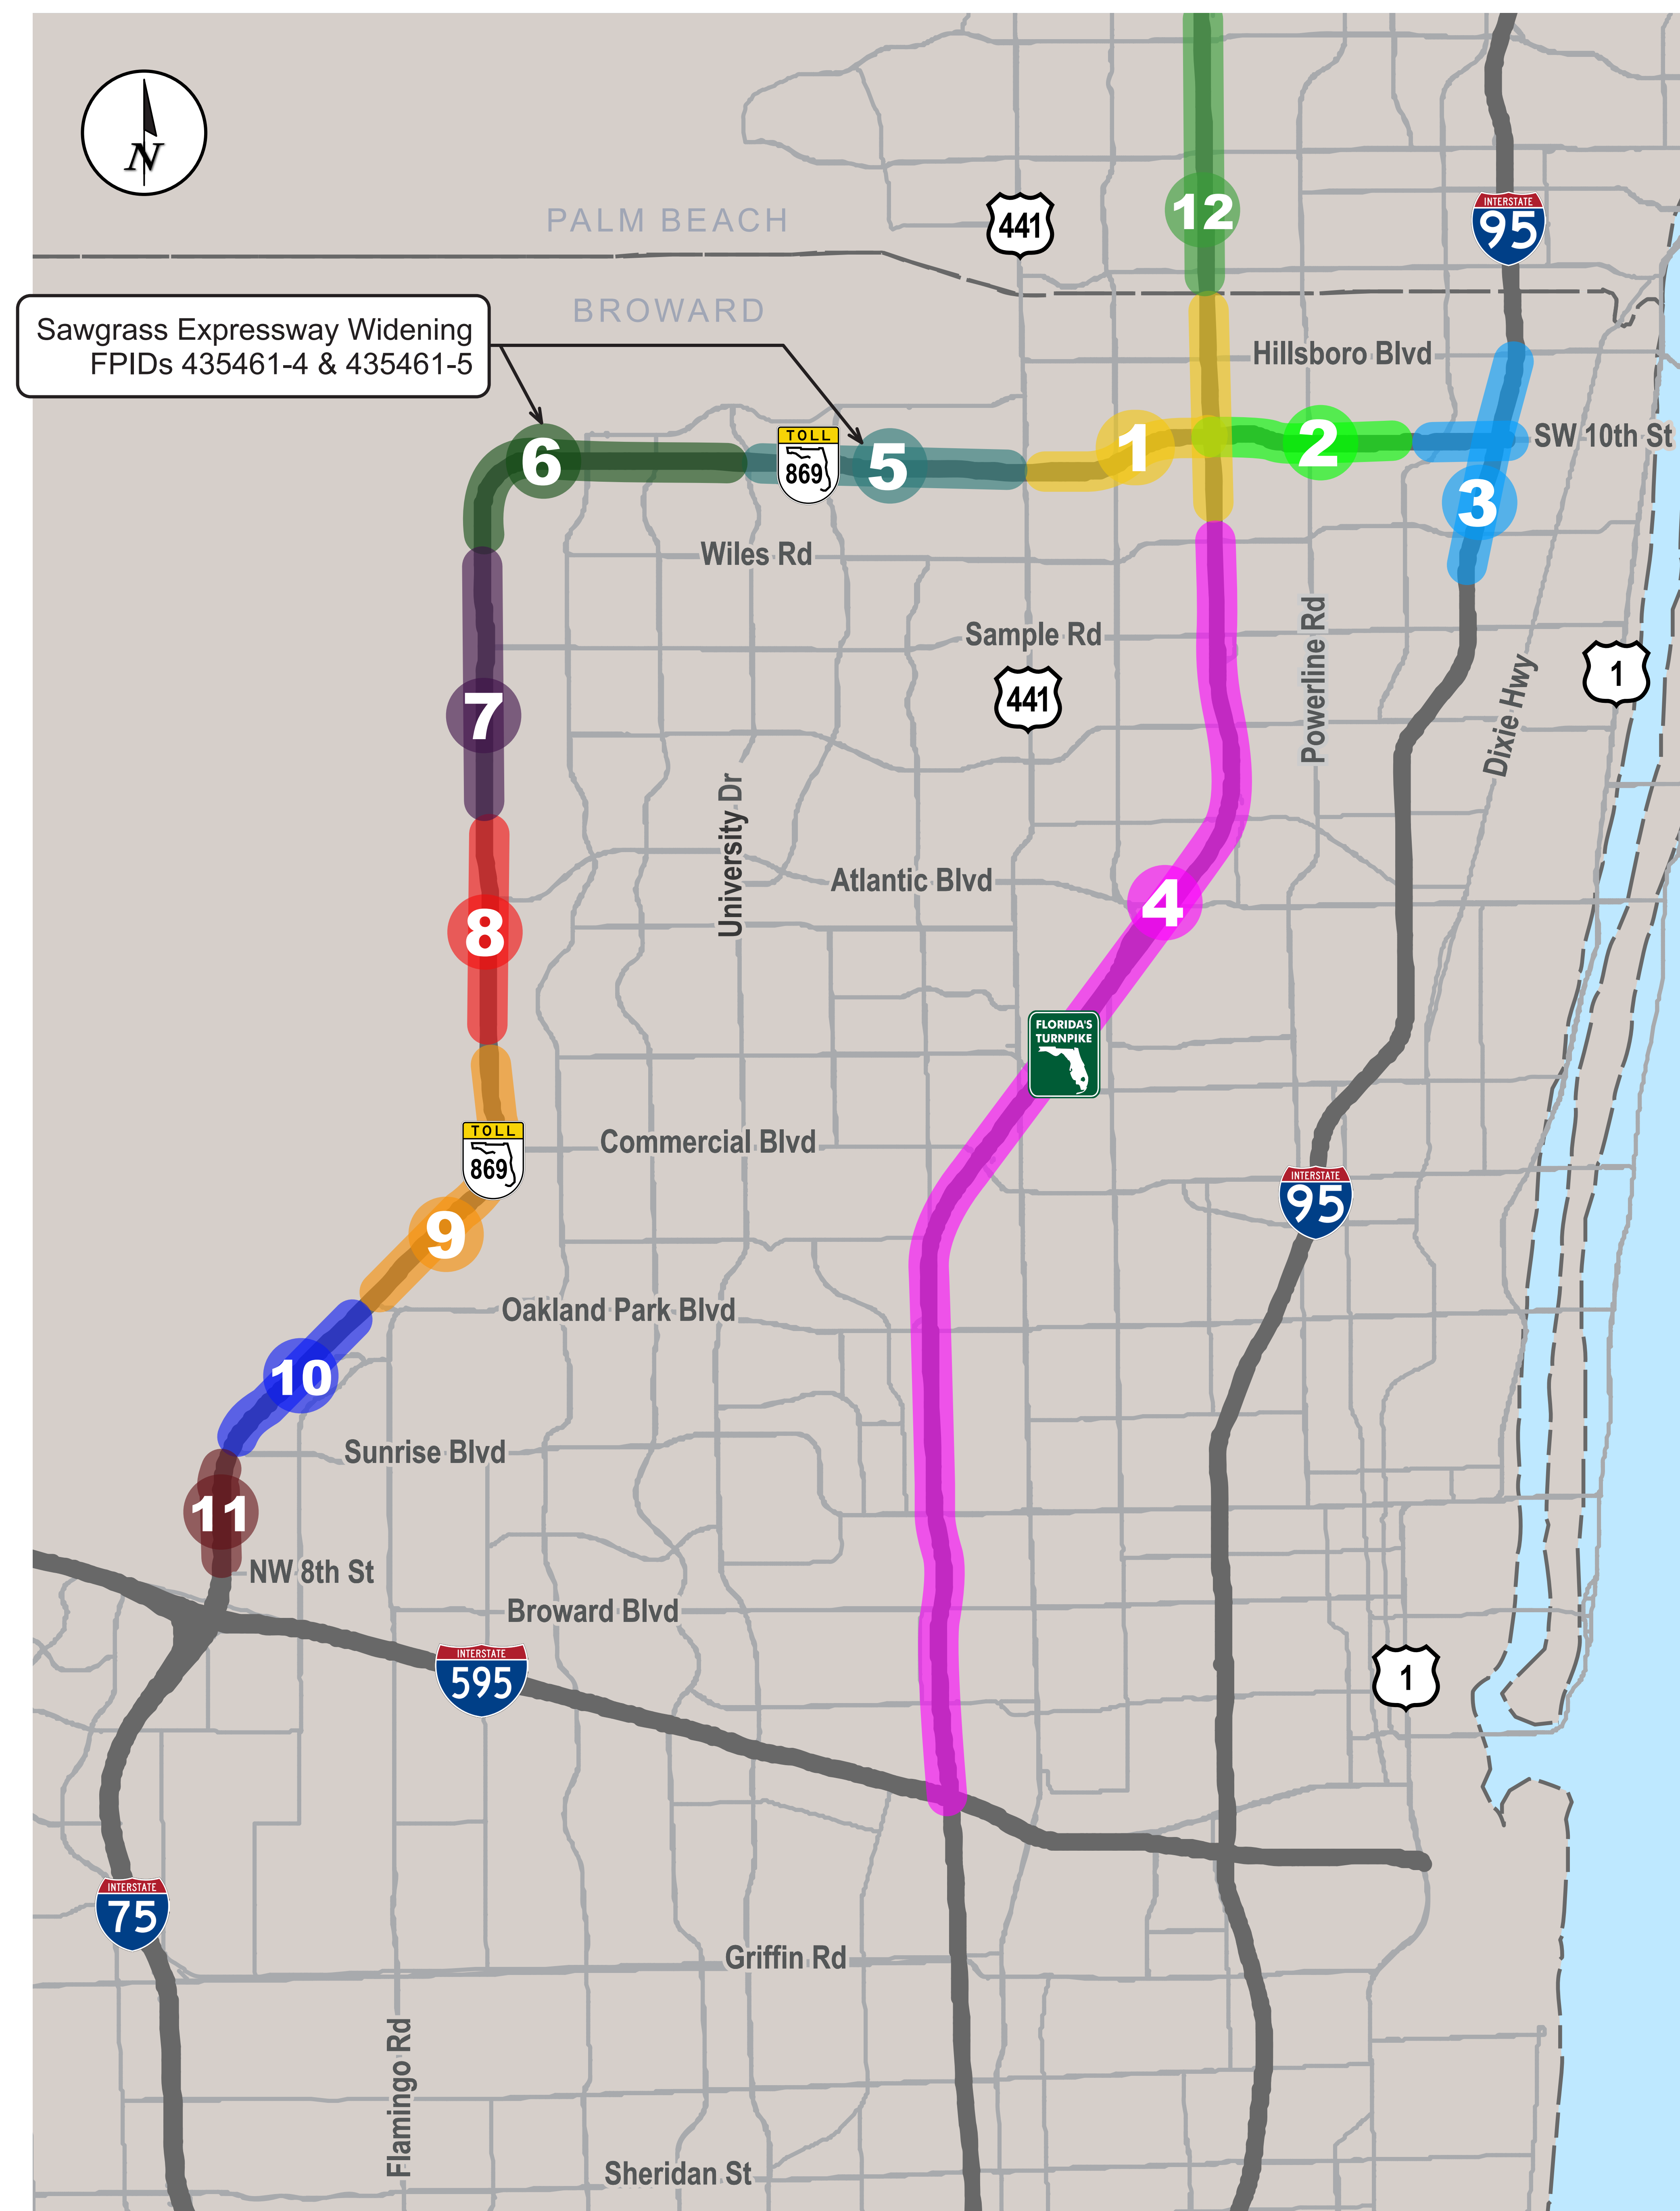 N
12
441
INTERSTATE
95
PALM BEACH
BROWARD
Sawgrass Expressway Widening
FPIDs 435461-4 & 435461-5
Hillsboro Blvd
6
TOLL
869
5
1
2
SW 10th St
3
Wiles Rd
Sample Rd
441
Powerline Rd
1
Dixie Hwy
7
University Dr
8
Atlantic Blvd
4
FLORIDA'S
TURNPIKE
TOLL
869
Commercial Blvd
INTERSTATE
95
9
Oakland Park Blvd
10
Sunrise Blvd
11
NW 8th St
Broward Blvd
INTERSTATE
595
1
INTERSTATE
75
Griffin Rd
Flamingo Rd
Sheridan St